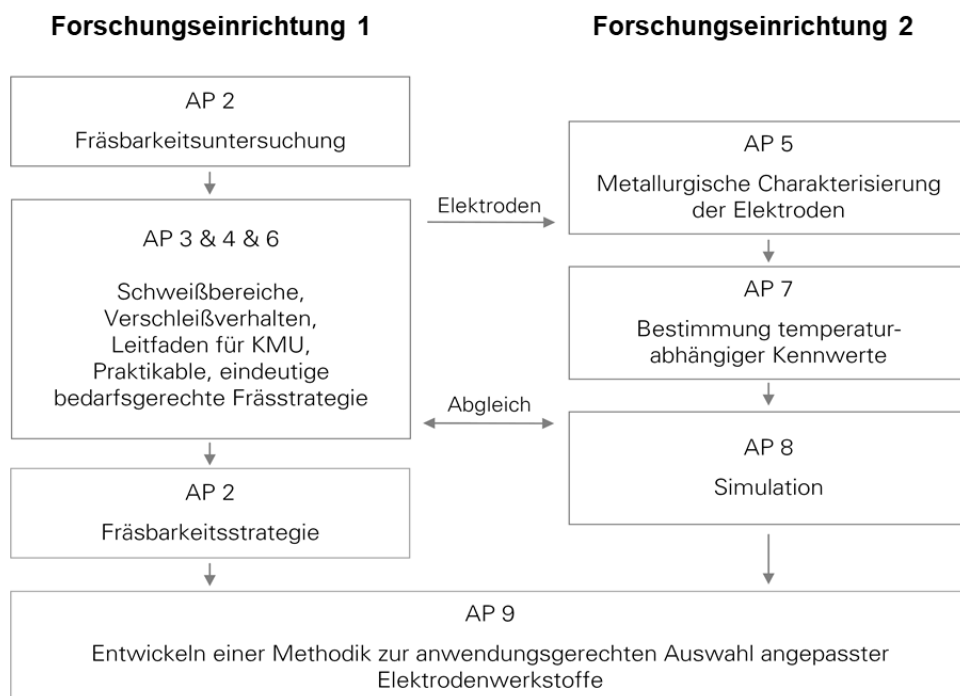 Forschungseinrichtung 1
Forschungseinrichtung 2
AP 2
Fräsbarkeitsuntersuchung
AP 3 & 4 & 6
Schweißbereiche,
Verschleißverhalten,
Leitfaden für KMU,
Praktikable, eindeutige
bedarfsgerechte Frässtrategie
AP 2
Fräsbarkeitsstrategie
Elektroden
Abgleich
AP 5
Metallurgische Charakterisierung
der Elektroden
AP 7
Bestimmung temperatur-
abhängiger Kennwerte
AP 8
Simulation
AP 9
Entwickeln einer Methodik zur anwendungsgerechten Auswahl angepasster
Elektrodenwerkstoffe